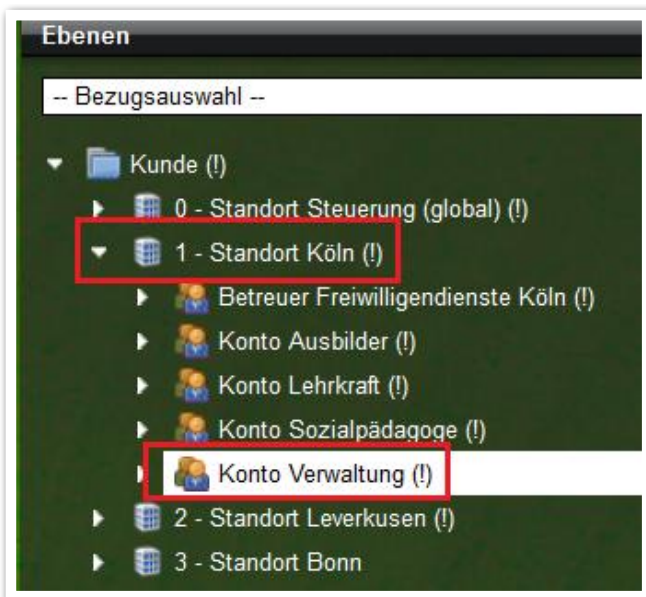 Ebenen
-- Bezugsauswahl --
Kunde (!)
0 - Standort Steuerung (global) (!)
1 - Standort Köln (!)
Betreuer Freiwilligendienste Köln (!)
Konto Ausbilder (!)
Konto Lehrkraft (!)
Konto Sozialpädagoge (!)
Konto Verwaltung (!)
2 - Standort Leverkusen (!)
3 - Standort Bonn